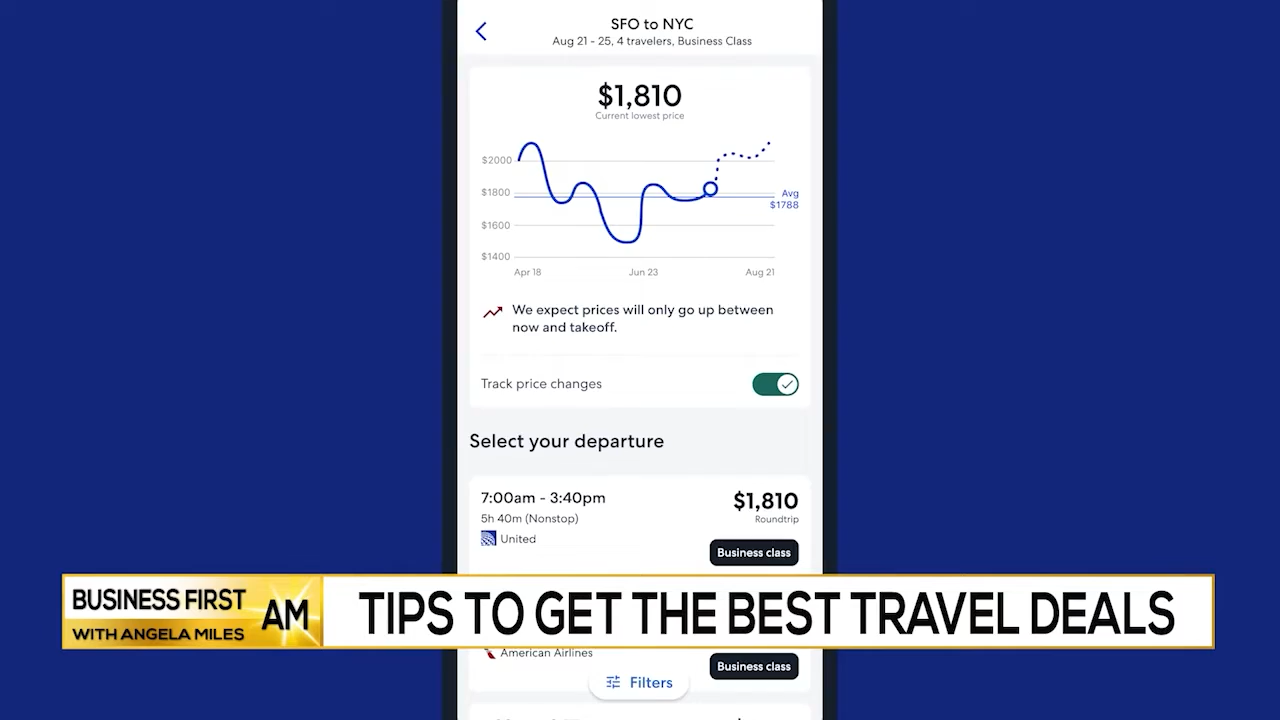 SFO to NYC
Aug 21 - 25, 4 travelers, Business Class
$1,810
Current lowest price
$2000
$1800
Avg
$1788
$1600
$1400
Apr 18
Jun 23
Aug 21
We expect prices will only go up between
now and takeoff.
Track price changes
Select your departure
7:00am - 3:40pm
$1,810
5h 40m (Nonstop)
Roundtrip
United
Business class
BUSINESS FIRST
AM
WITH ANGELA MILES
TIPS TO GET THE BEST TRAVEL DEALS
American Airlines
Business class
Filters